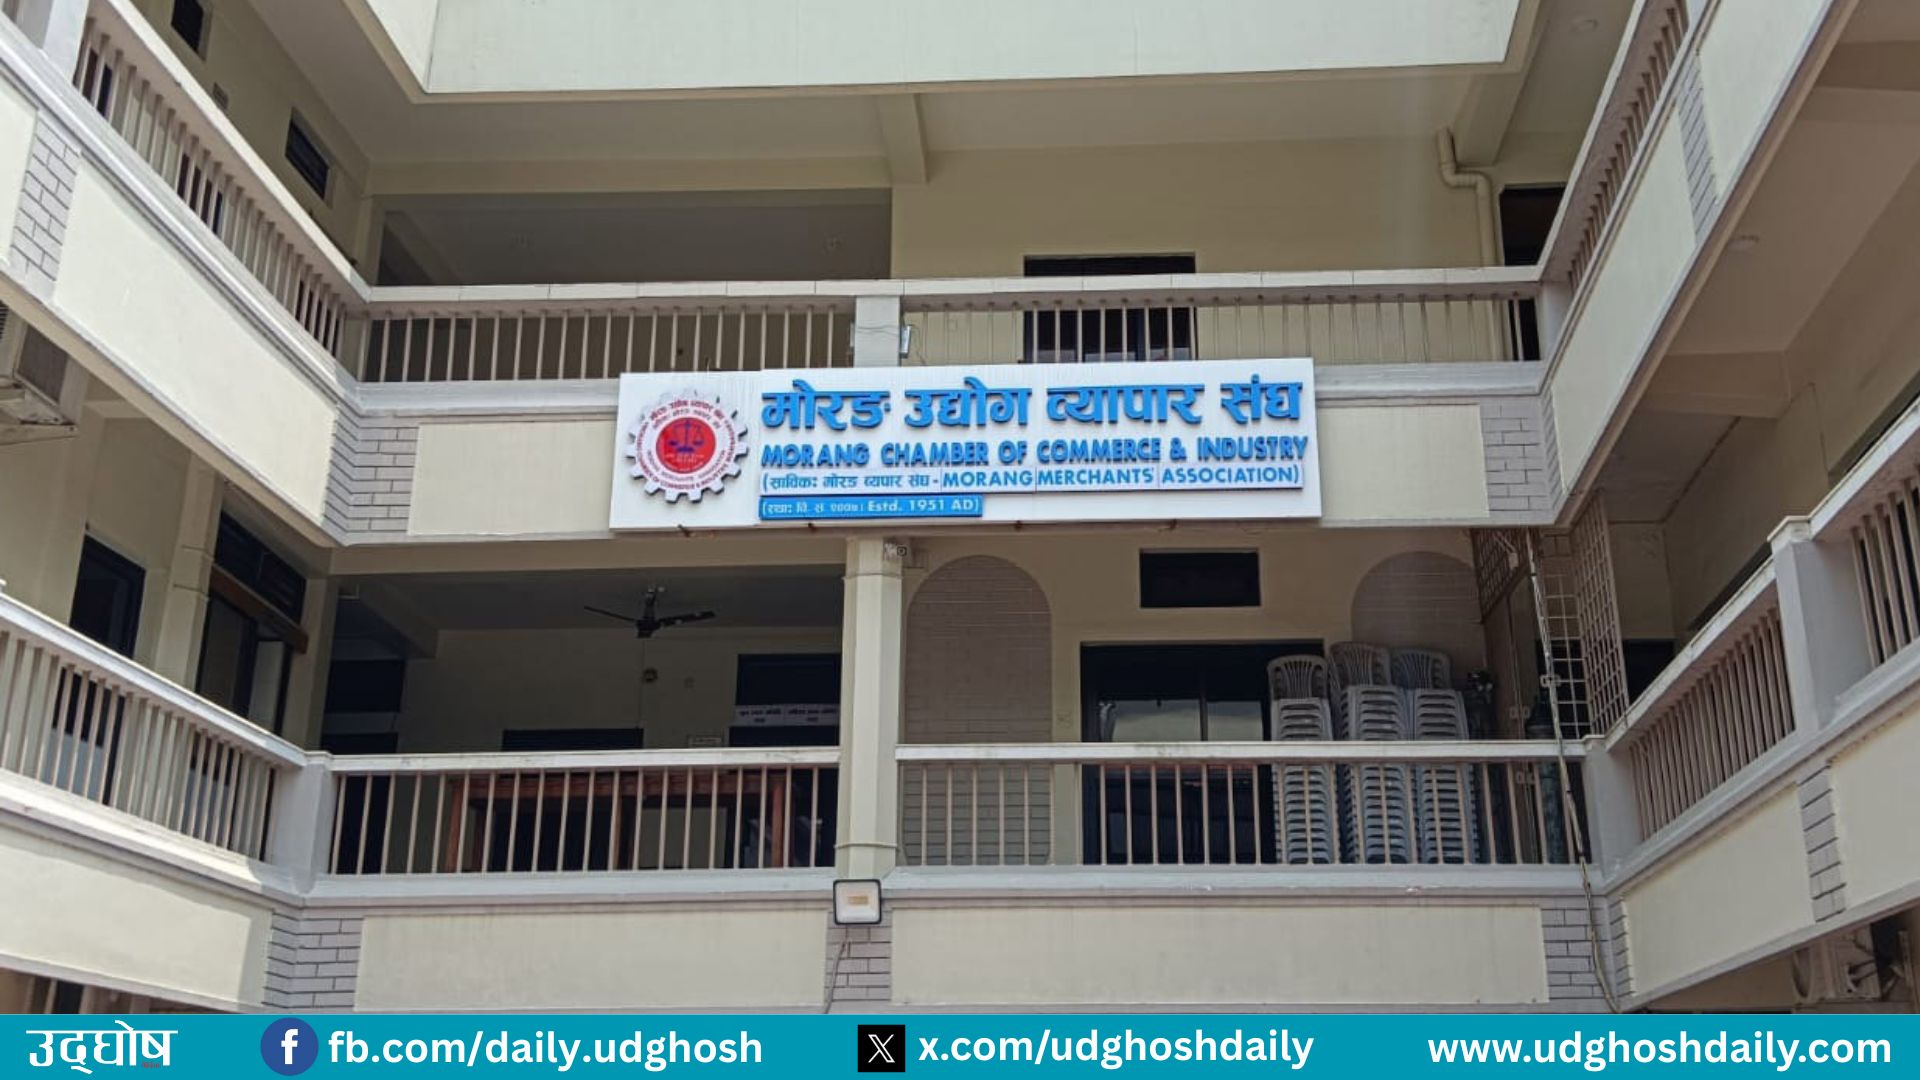 मोरङ उद्योग व्यापार संघ
MORANG CHAMBER OF COMMERCE & INDUSTRY
(साविकः मोरङ व्यापार संघ - MORANG MERCHANTS ASSOCIATION)
(स्था: वि. सं. २००७। Estd. 1951 AD)
उद्घोष
fb.com/daily.udghosh
x.com/udghoshdaily
www.udghoshdaily.com